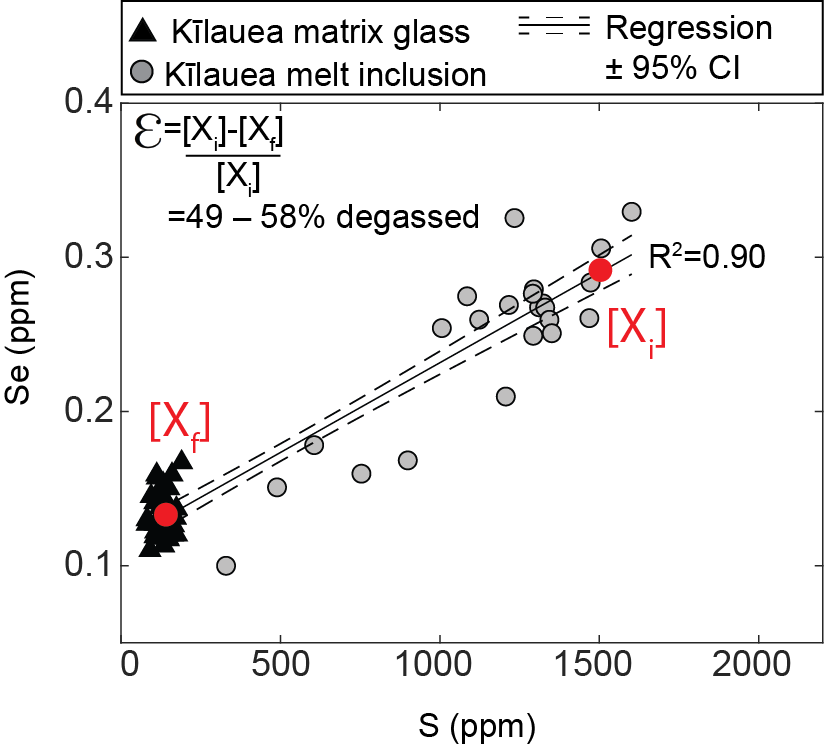 Kīlauea matrix glass
Kīlauea melt inclusion
Regression
± 95% CI
ℇ=[Xi]-[Xf]
[Xi]
=49 – 58% degassed
R²=0.90
[Xi]
[Xf]
Se (ppm)
0.4
0.3
0.2
0.1
0 500 1000 1500 2000
S (ppm)